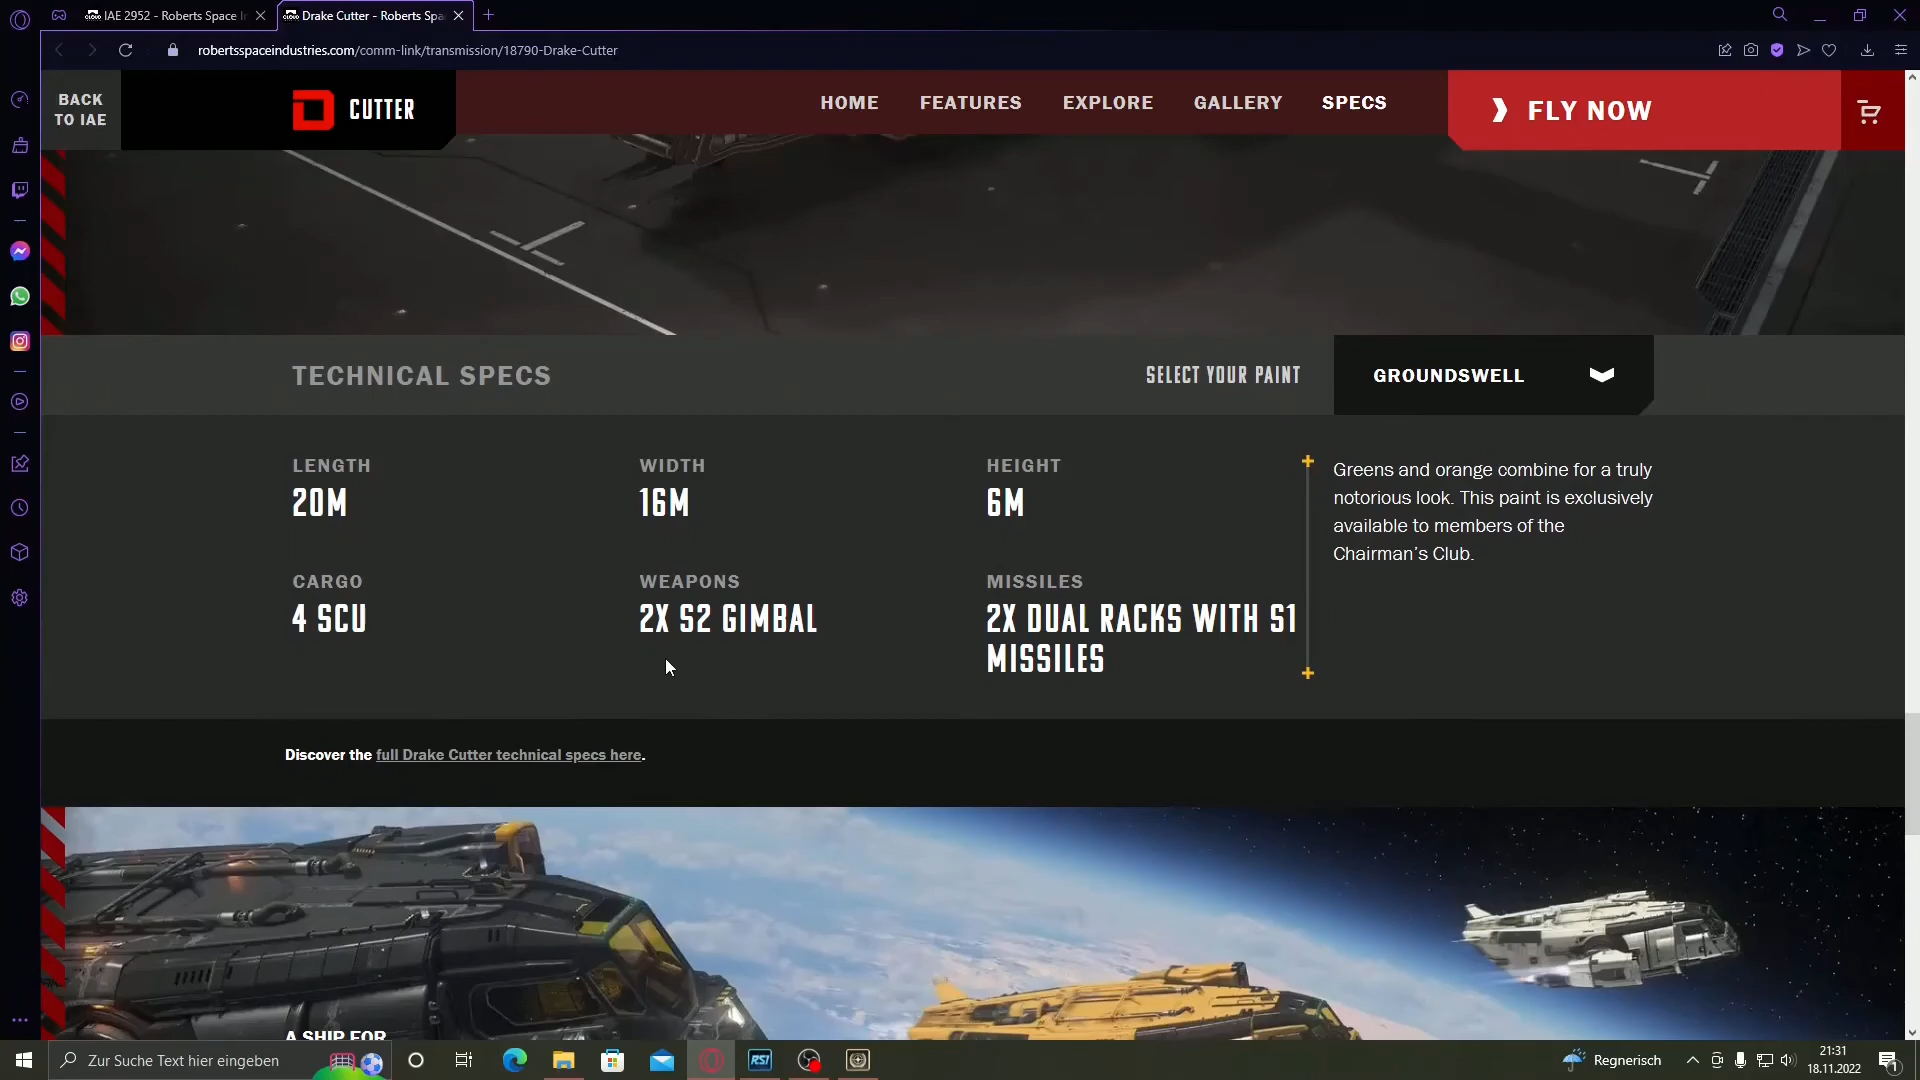 IAE 2952 - Roberts Space I
Drake Cutter - Roberts Spa
robertsspaceindustries.com/comm-link/transmission/18790-Drake-Cutter
BACK
TO IAE
CUTTER
HOME
FEATURES
EXPLORE
GALLERY
SPECS
FLY NOW
TECHNICAL SPECS
SELECT YOUR PAINT
GROUNDSWELL
LENGTH
20M
WIDTH
16M
HEIGHT
6M
CARGO
4 SCU
WEAPONS
2X S2 GIMBAL
MISSILES
2X DUAL RACKS WITH S1
MISSILES
Greens and orange combine for a truly
notorious look. This paint is exclusively
available to members of the
Chairman's Club.
Discover the full Drake Cutter technical specs here.
A SHIP FOR
Zur Suche Text hier eingeben
RSI
Regnerisch
21:31
18.11.2022
1